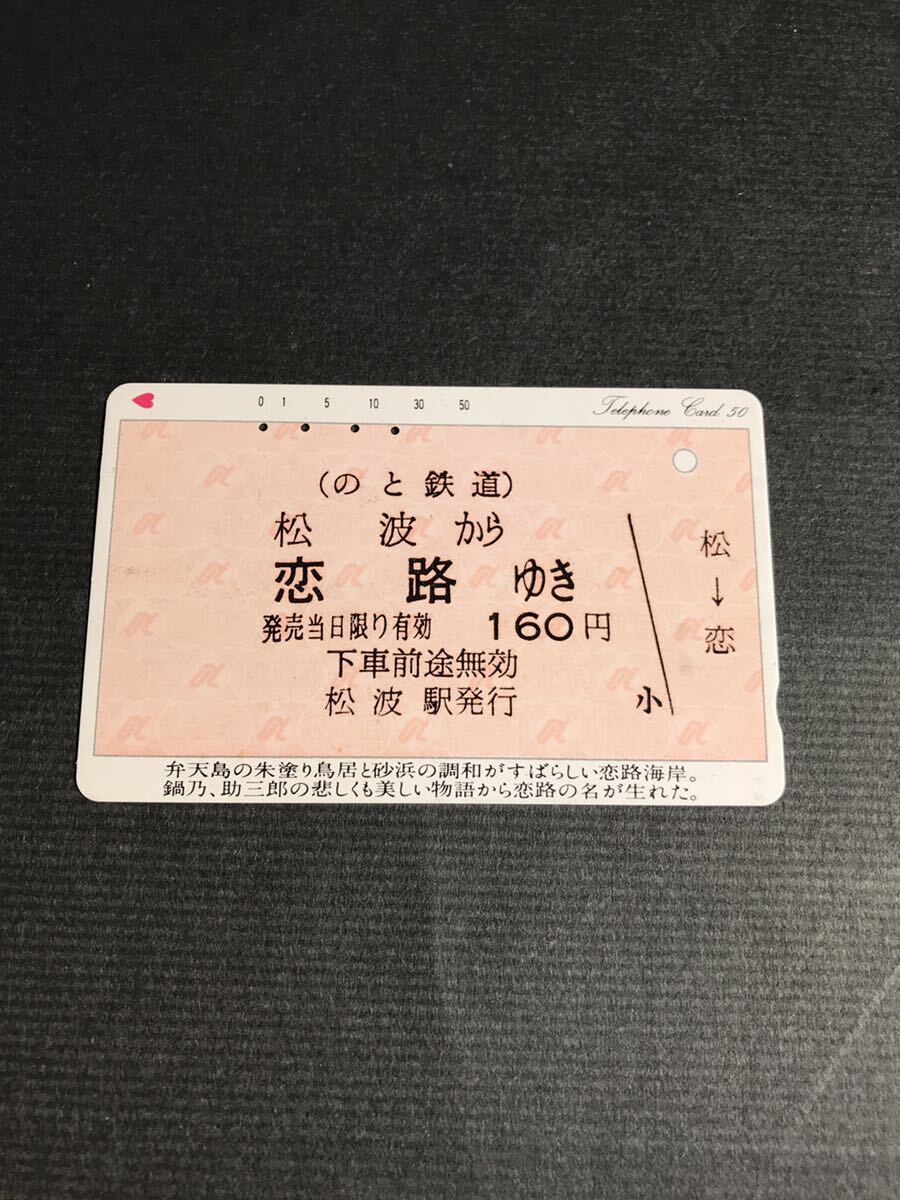 0 1 5 10 30 50 Telephone Card 50
(のと鉄道)
松波から
恋路ゆき
発売当日限り有効 160円
下車前途無効
松波駅発行
小
松→恋
弁天島の朱塗り鳥居と砂浜の調和がすばらしい恋路海岸。
鍋乃、助三郎の悲しくも美しい物語から恋路の名が生れた。